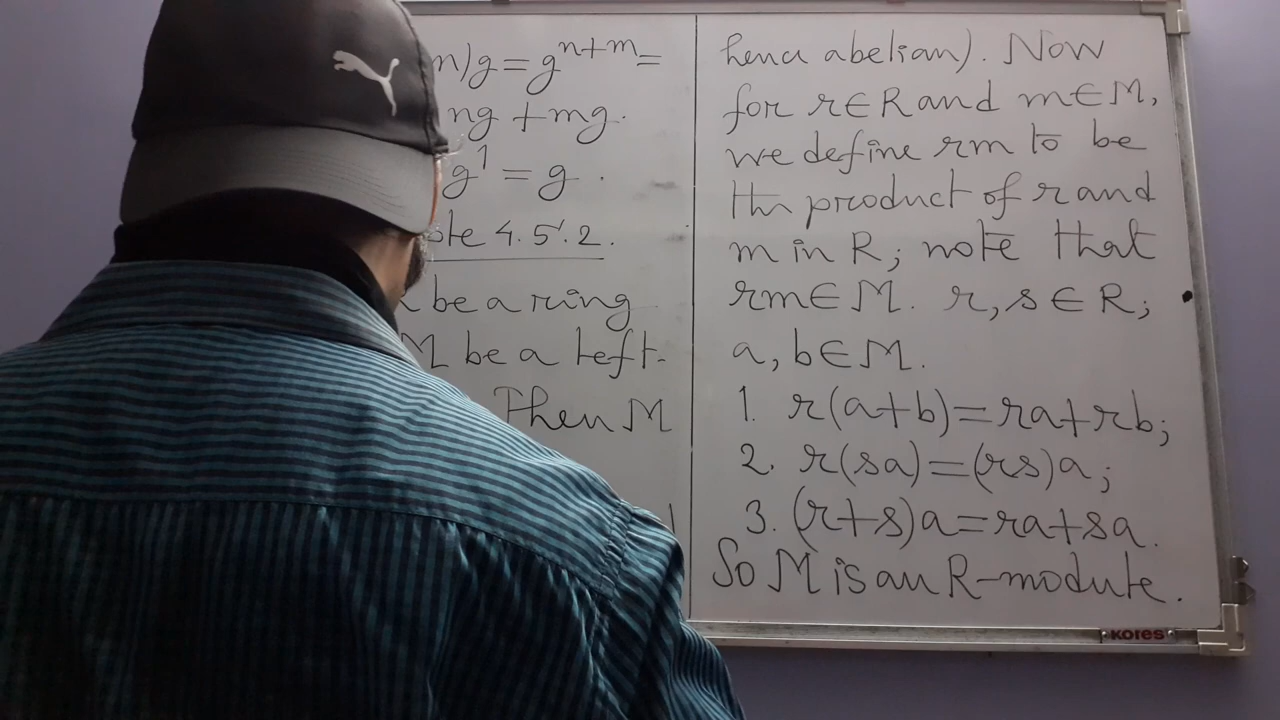 n)g = g^{n+m} =
ng + mg.
g^1 = g.
ple 4.5.2.
be a ring
M be a left-
Then M
hence abelian). Now
for r∈R and m∈M,
we define rm to be
the product of r and
m in R; note that
rm∈M. r, s∈R;
a, b∈M.
1. r(a+b)=ra+rb;
2. r(sa)=(rs)a;
3. (r+s)a=ra+sa.
So M is an R-module.
KORES